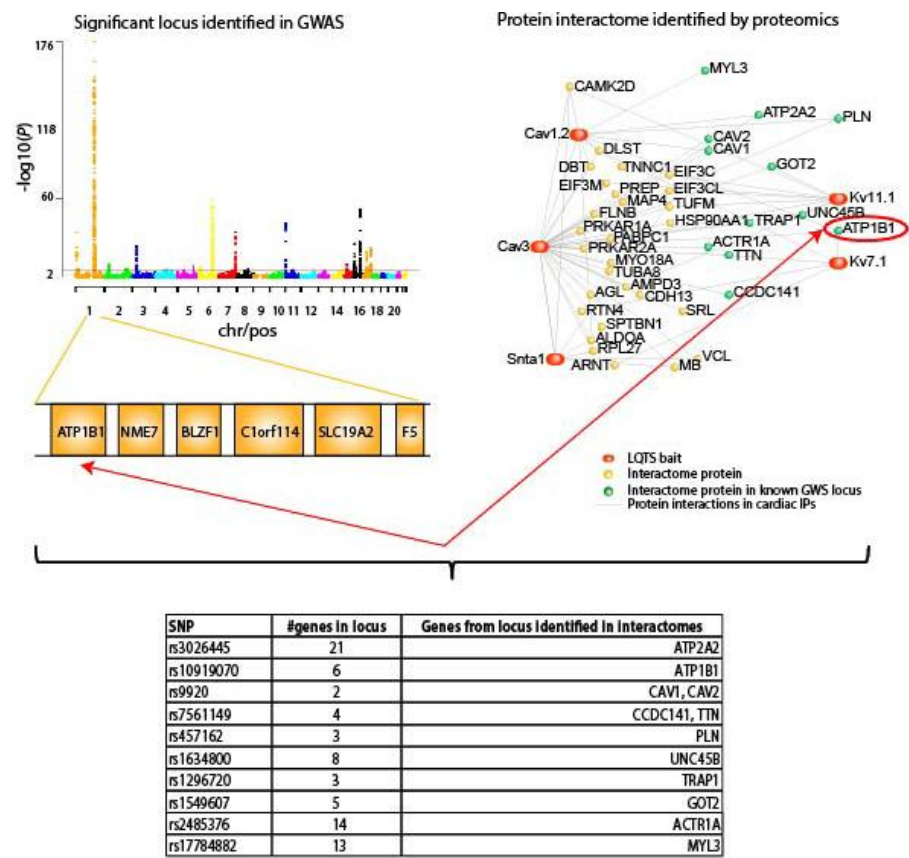 Significant locus identified in GWAS
176
118
60
2
-log10(P)
1 2 3 4 5 6 7 8 9 10 11 12 14 16 18 20
chr/pos
ATP1B1 NME7 BLZF1 C1orf114 SLC19A2 F5
Protein interactome identified by proteomics
MYL3
CAMK2D
ATP2A2
PLN
Cav1.2
CAV2
DLST
CAV1
DBT TNNC1 EIF3C GOT2
EIF3M PREP EIF3CL Kv11.1
MAP4 TUFM
FLNB HSP90AA1 TRAP1 UNC45B
PRKAR1A ATP1B1
PABPC1
Cav3 PRKAR2A ACTR1A
MYO18A TTN Kv7.1
TUBA8
AMPD3
AGL CDH13 CCDC141
RTN4 SRL
SPTBN1
ALDOA
RPL27
Snta1 VCL
ARNT MB
LQTS bait
Interactome protein
Interactome protein in known GWS locus
Protein interactions in cardiac IPs
SNP #genes in locus Genes from locus identified in interactomes
rs3026445 21 ATP2A2
rs10919070 6 ATP1B1
rs9920 2 CAV1, CAV2
rs7561149 4 CCDC141, TTN
rs457162 3 PLN
rs1634800 8 UNC45B
rs1296720 3 TRAP1
rs1549607 5 GOT2
rs2485376 14 ACTR1A
rs17784882 13 MYL3